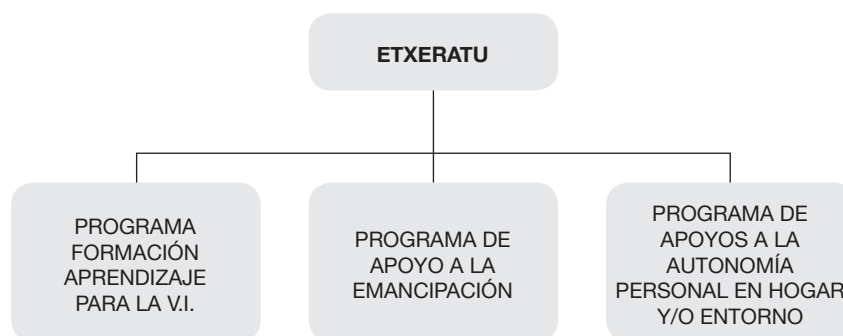 ETXERATU
PROGRAMA
FORMACIÓN
APRENDIZAJE
PARA LA V.I.
PROGRAMA DE
APOYO A LA
EMANCIPACIÓN
PROGRAMA DE
APOYOS A LA
AUTONOMÍA
PERSONAL EN HOGAR
Y/O ENTORNO